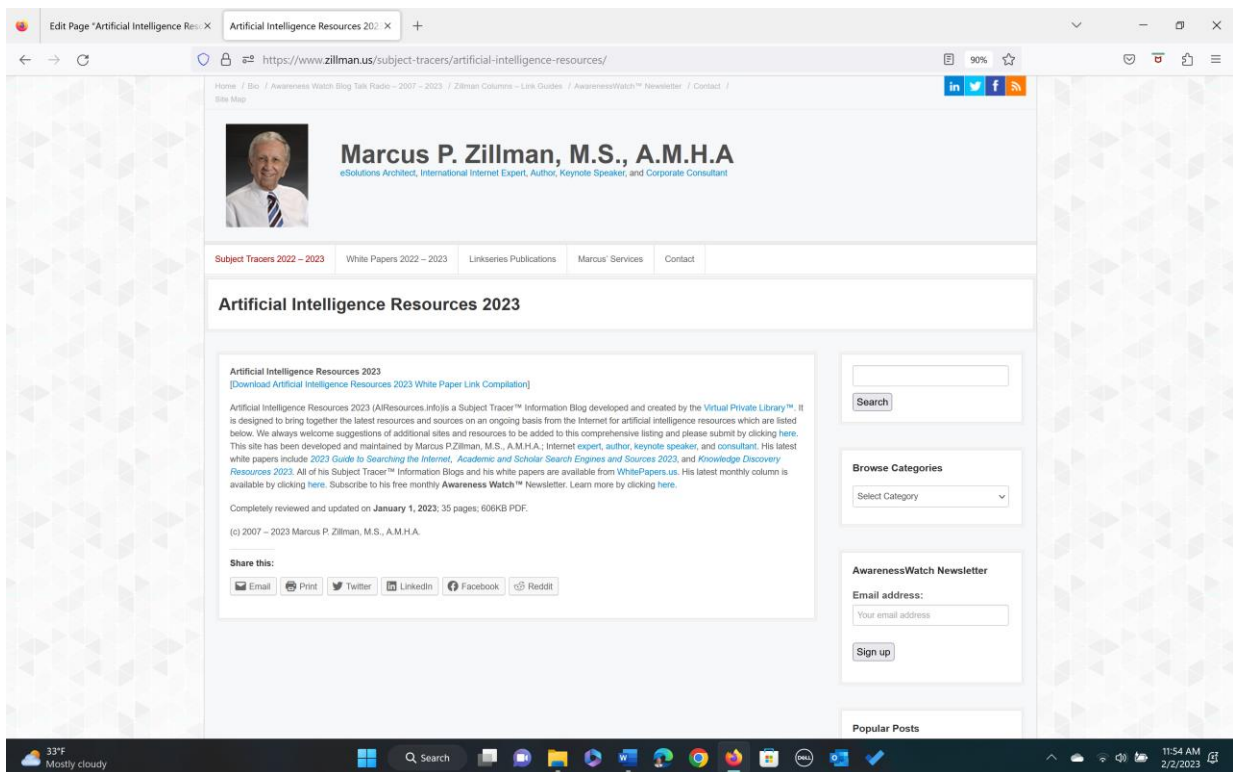 Edit Page "Artificial Intelligence Res
Artificial Intelligence Resources 202
https://www.zillman.us/subject-tracers/artificial-intelligence-resources/
90%
Home / Bio / Awareness Watch Blog Talk Radio – 2007 – 2023 / Zillman Columns – Link Guides / AwarenessWatch™ Newsletter / Contact /
Site Map
in
f
Marcus P. Zillman, M.S., A.M.H.A
eSolutions Architect, International Internet Expert, Author, Keynote Speaker, and Corporate Consultant
Subject Tracers 2022 – 2023
White Papers 2022 – 2023
Linkseries Publications
Marcus' Services
Contact
Artificial Intelligence Resources 2023
Artificial Intelligence Resources 2023
[Download Artificial Intelligence Resources 2023 White Paper Link Compilation]
Artificial Intelligence Resources 2023 (AIResources.info)is a Subject Tracer™ Information Blog developed and created by the Virtual Private Library™. It
is designed to bring together the latest resources and sources on an ongoing basis from the Internet for artificial intelligence resources which are listed
below. We always welcome suggestions of additional sites and resources to be added to this comprehensive listing and please submit by clicking here.
This site has been developed and maintained by Marcus P.Zillman, M.S., A.M.H.A.; Internet expert, author, keynote speaker, and consultant. His latest
white papers include 2023 Guide to Searching the Internet, Academic and Scholar Search Engines and Sources 2023, and Knowledge Discovery
Resources 2023. All of his Subject Tracer™ Information Blogs and his white papers are available from WhitePapers.us. His latest monthly column is
available by clicking here. Subscribe to his free monthly Awareness Watch™ Newsletter. Learn more by clicking here.
Completely reviewed and updated on January 1, 2023; 35 pages; 606KB PDF.
(c) 2007 – 2023 Marcus P. Zillman, M.S., A.M.H.A.
Share this:
Email
Print
Twitter
LinkedIn
Facebook
Reddit
Search
Browse Categories
Select Category
AwarenessWatch Newsletter
Email address:
Your email address
Sign up
Popular Posts
33°F
Mostly cloudy
Search
DELL
11:54 AM
2/2/2023